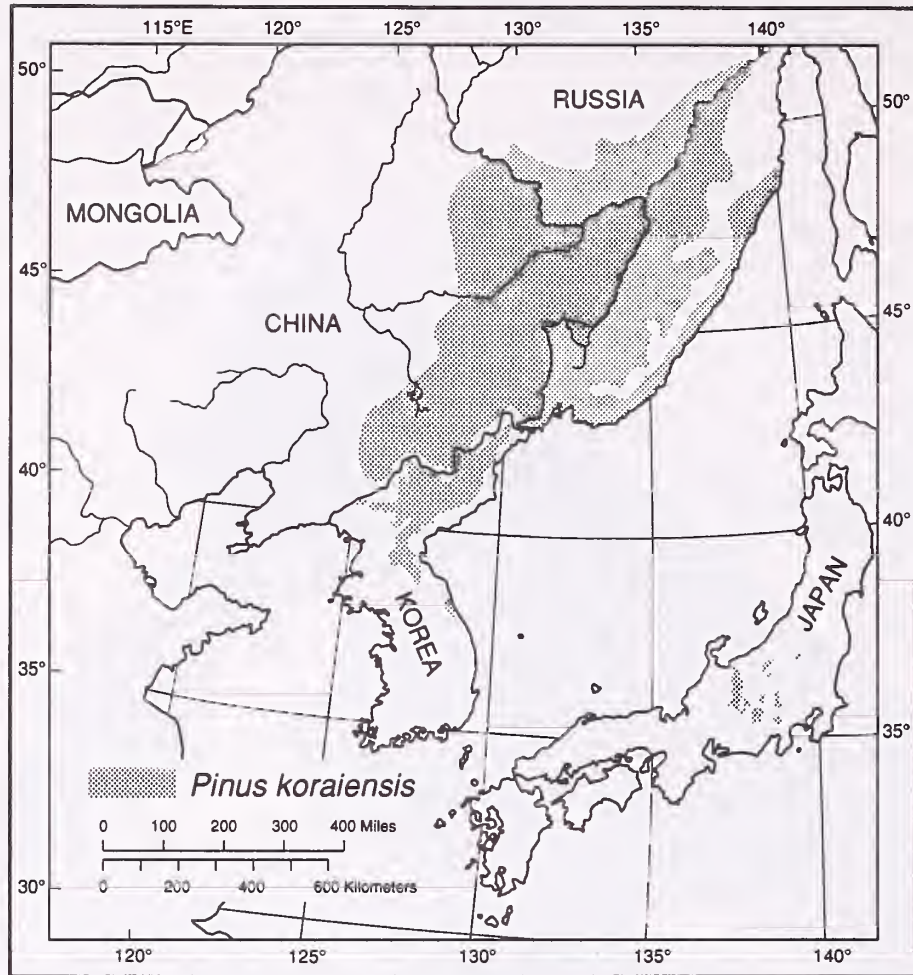 115°E 120° 125° 130° 135° 140°
50°
RUSSIA
50°
MONGOLIA
45°
CHINA
45°
40°
40°
JAPAN
KOREA
35°
35°
Pinus koraiensis
0 100 200 300 400 Miles
0 200 400 600 Kilometers
30°
120° 125° 130° 135° 140°